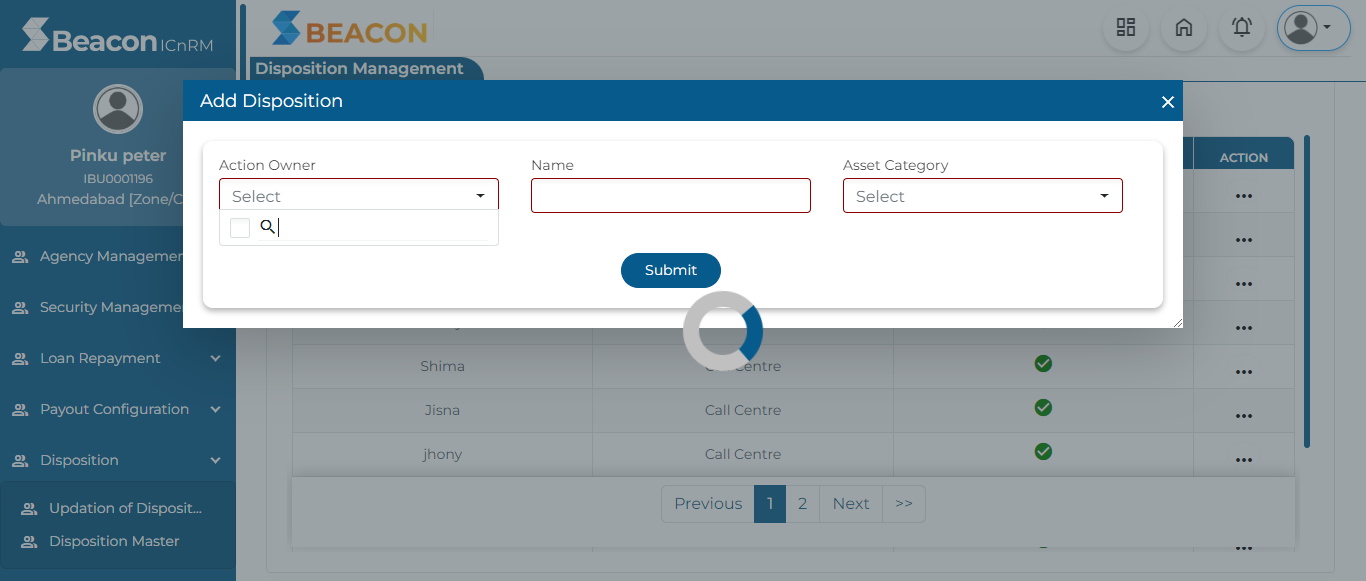 Beacon ICnRM
BEACON
Disposition Management
Pinku peter
IBU0001196
Ahmedabad [Zone/C
Agency Managemen
Security Manageme
Loan Repayment
Payout Configuration
Disposition
Updation of Disposit...
Disposition Master
Add Disposition
Action Owner
Name
Asset Category
Select
Select
Submit
ACTION
Shima
Call Centre
Jisna
Call Centre
jhony
Call Centre
Previous 1 2 Next >>